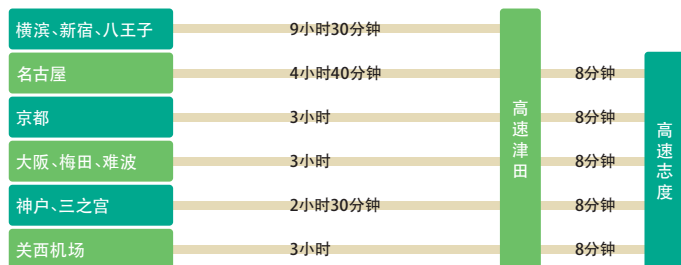 横滨、新宿、八王子
9小时30分钟
名古屋
4小时40分钟
8分钟
京都
3小时
8分钟
大阪、梅田、难波
3小时
8分钟
神户、三之宫
2小时30分钟
8分钟
关西机场
3小时
8分钟
高速津田
高速志度